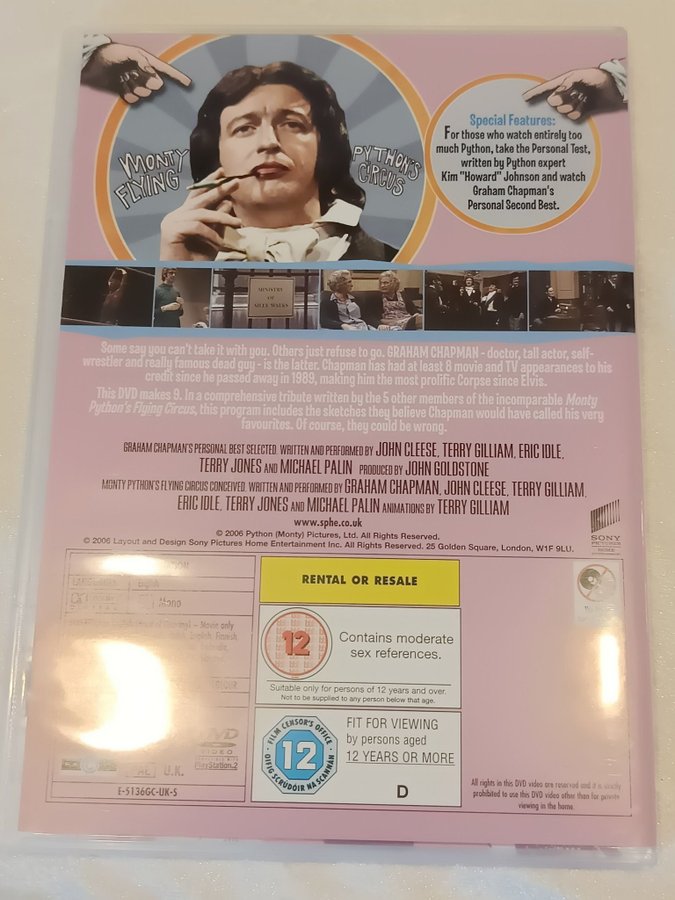 MONTY
FLYING
PYTHON'S
CIRCUS
Special Features:
For those who watch entirely too
much Python, take the Personal Test,
written by Python expert
Kim "Howard" Johnson and watch
Graham Chapman's
Personal Second Best.
MINISTRY
OF
SILLY WALKS
Some say you can't take it with you. Others just refuse to go. GRAHAM CHAPMAN - doctor, tall actor, self-
wrestler and really famous dead guy - is the latter. Chapman has had at least 8 movie and TV appearances to his
credit since he passed away in 1989, making him the most prolific Corpse since Elvis.
This DVD makes 9. In a comprehensive tribute written by the 5 other members of the incomparable Monty
Python's Flying Circus, this program includes the sketches they believe Chapman would have called his very
favourites. Of course, they could be wrong.
GRAHAM CHAPMAN'S PERSONAL BEST SELECTED, WRITTEN AND PERFORMED BY JOHN CLEESE, TERRY GILLIAM, ERIC IDLE,
TERRY JONES AND MICHAEL PALIN PRODUCED BY JOHN GOLDSTONE
MONTY PYTHON'S FLYING CIRCUS CONCEIVED, WRITTEN AND PERFORMED BY GRAHAM CHAPMAN, JOHN CLEESE, TERRY GILLIAM,
ERIC IDLE, TERRY JONES AND MICHAEL PALIN ANIMATIONS BY TERRY GILLIAM
www.sphe.co.uk
© 2006 Python (Monty) Pictures, Ltd. All Rights Reserved.
© 2006 Layout and Design Sony Pictures Home Entertainment Inc. All Rights Reserved. 25 Golden Square, London, W1F 9LU.
SONY
PICTURES
HOME
ENTERTAINMENT
Mono
Movie only
English, Finnish,
DVD
VIDEO
PlayStation.2
PAL U.K.
E-5136GC-UK-S
RENTAL OR RESALE
12
Contains moderate
sex references.
Suitable only for persons of 12 years and over.
Not to be supplied to any person below that age.
FILM CENSOR'S OFFICE
12
OIFIG SCRÚDÓIR NA SCANNÁN
FIT FOR VIEWING
by persons aged
12 YEARS OR MORE
D
All rights in this DVD video are reserved and it is strictly
prohibited to use this DVD video other than for private
viewing in the home